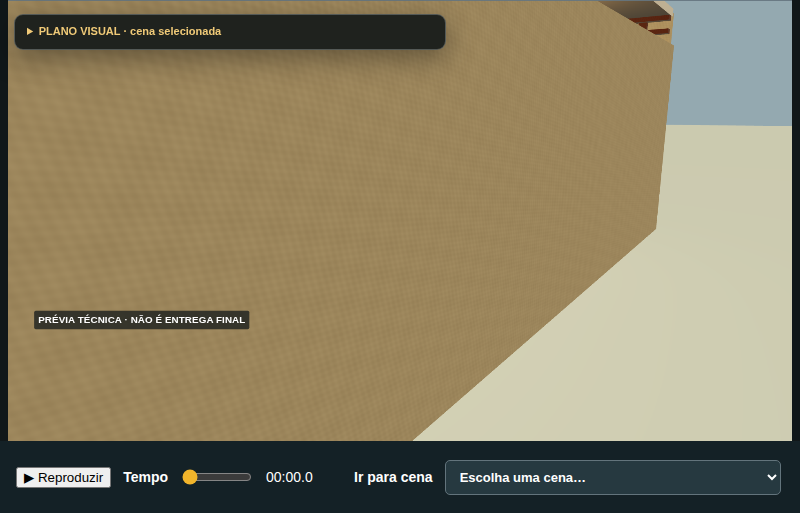 ▶ PLANO VISUAL · cena selecionada
PRÉVIA TÉCNICA · NÃO É ENTREGA FINAL
▶ Reproduzir Tempo 00:00.0 Ir para cena Escolha uma cena…